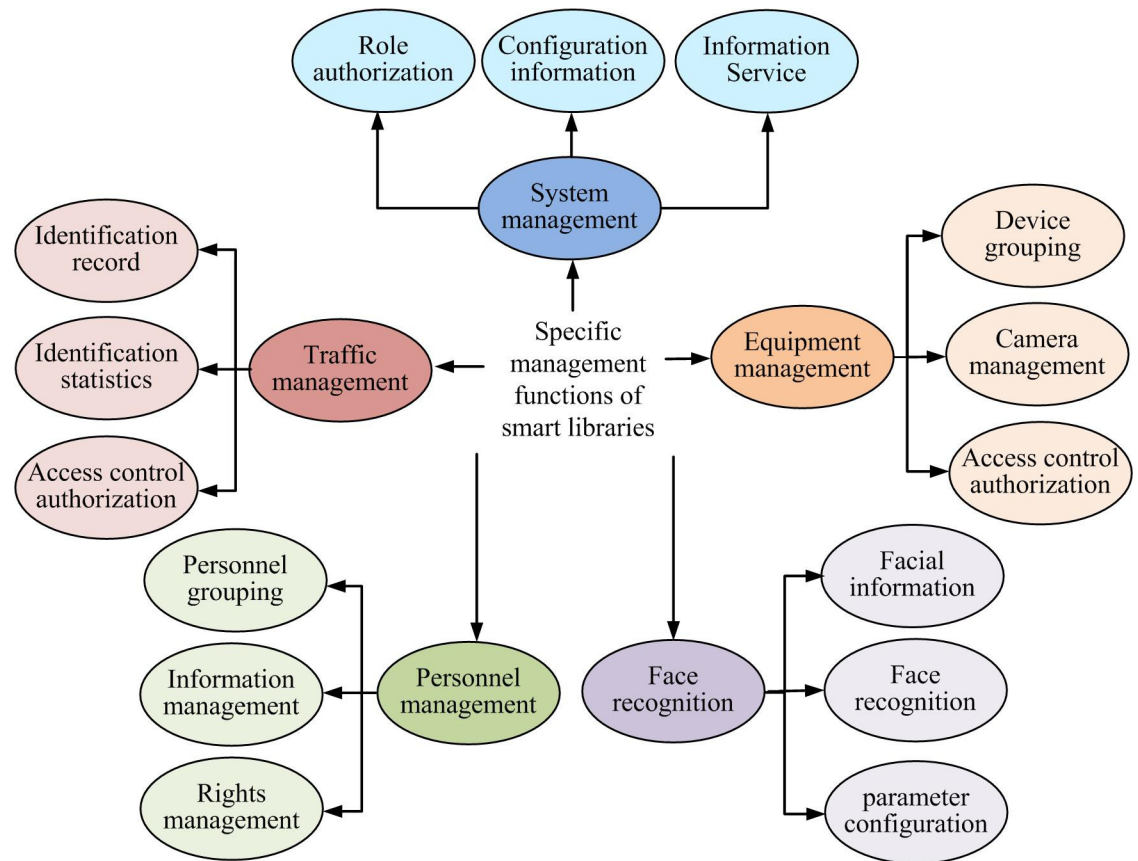 Role
authorization
Configuration
information
Information
Service
System
management
Identification
record
Identification
statistics
Access control
authorization
Traffic
management
Specific
management
functions of
smart libraries
Equipment
management
Device
grouping
Camera
management
Access control
authorization
Personnel
grouping
Information
management
Rights
management
Personnel
management
Face
recognition
Facial
information
Face
recognition
parameter
configuration